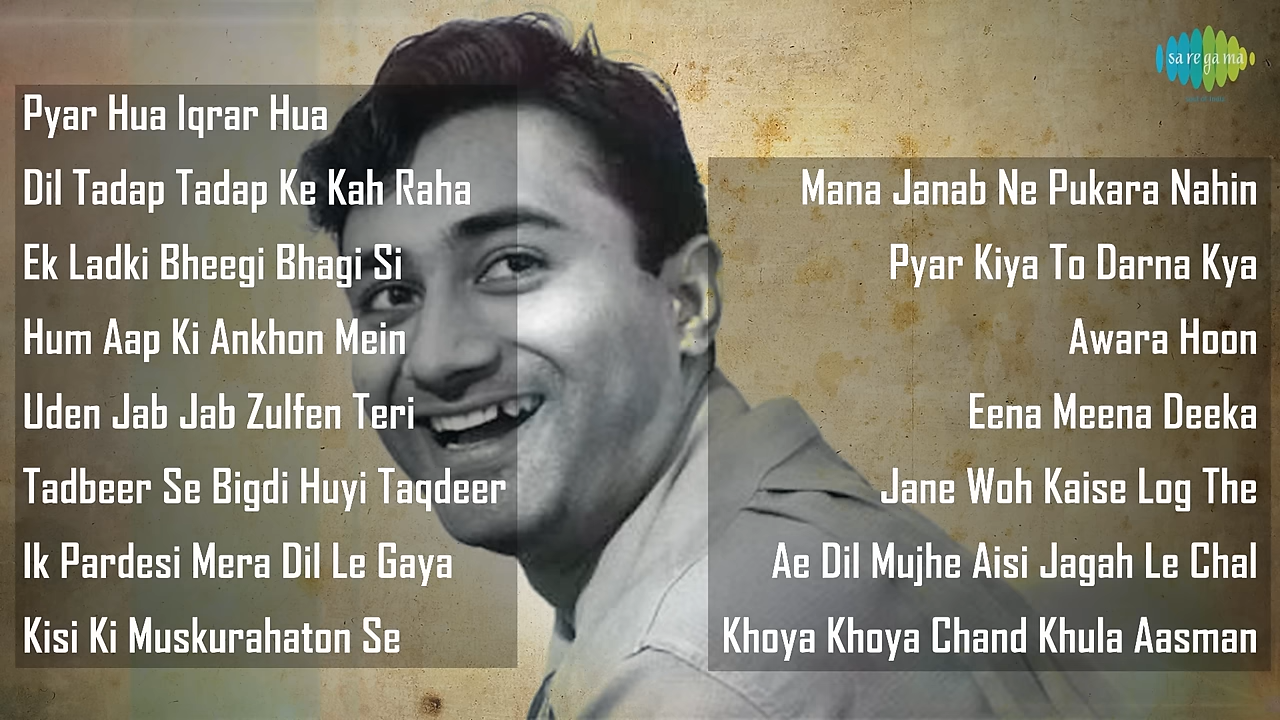 Pyar Hua Iqrar Hua
Dil Tadap Tadap Ke Kah Raha
Ek Ladki Bheegi Bhagi Si
Hum Aap Ki Ankhon Mein
Uden Jab Jab Zulfen Teri
Tadbeer Se Bigdi Huyi Taqdeer
Ik Pardesi Mera Dil Le Gaya
Kisi Ki Muskurahaton Se
sa re ga ma
Mana Janab Ne Pukara Nahin
Pyar Kiya To Darna Kya
Awara Hoon
Eena Meena Deeka
Jane Woh Kaise Log The
Ae Dil Mujhe Aisi Jagah Le Chal
Khoya Khoya Chand Khula Aasman